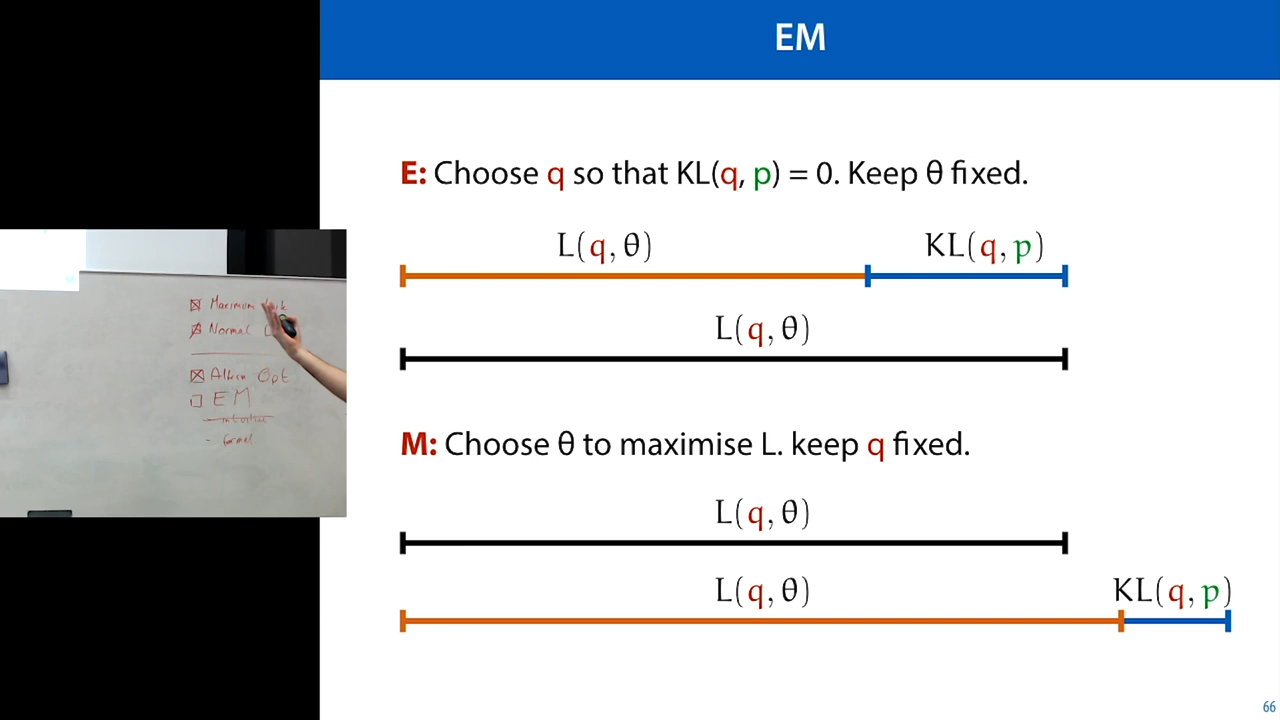 EM
E: Choose q so that KL(q, p) = 0. Keep θ fixed.
L(q, θ) KL(q, p)
L(q, θ)
M: Choose θ to maximise L. keep q fixed.
L(q, θ)
L(q, θ) KL(q, p)
66
Maximum
Normal
Opt
EM
formal